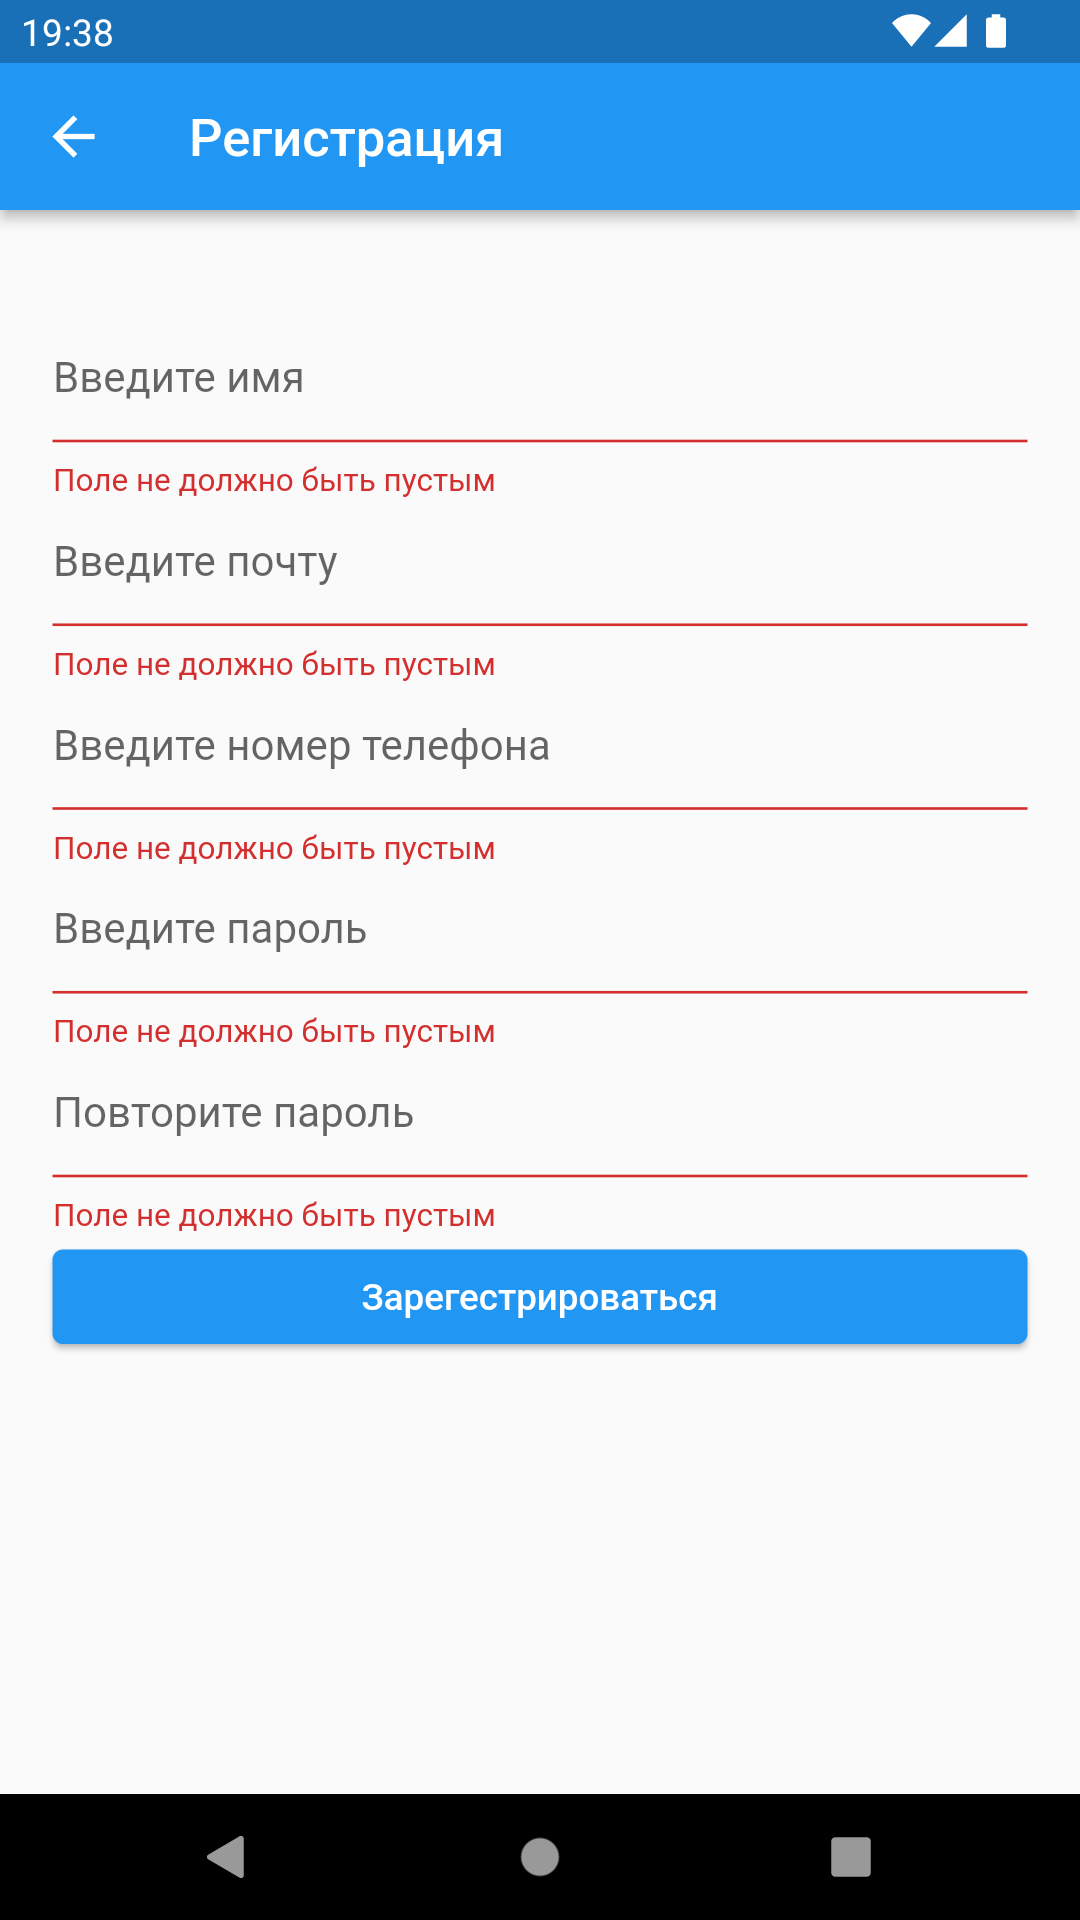 19:38
Регистрация
Введите имя
Поле не должно быть пустым
Введите почту
Поле не должно быть пустым
Введите номер телефона
Поле не должно быть пустым
Введите пароль
Поле не должно быть пустым
Повторите пароль
Поле не должно быть пустым
Зарегестрироваться